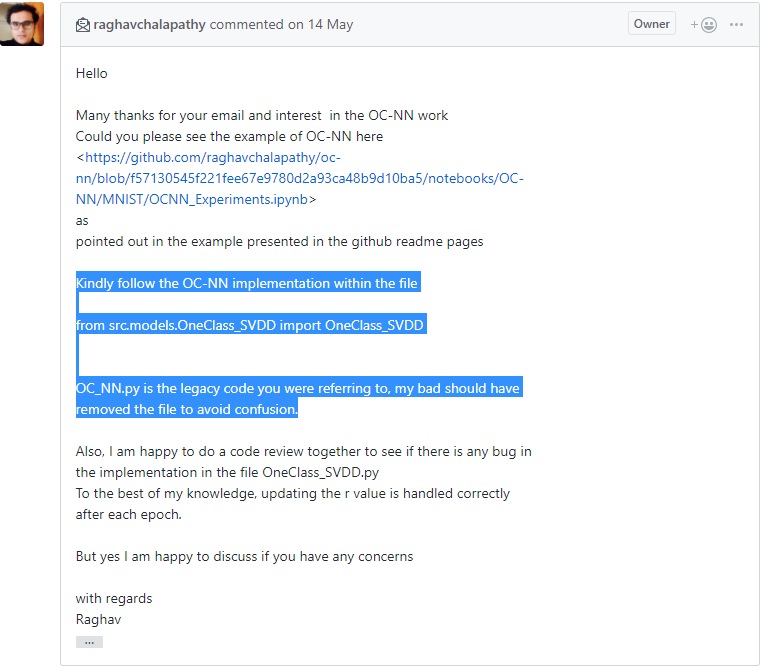 raghavchalapathy commented on 14 May
Owner
Hello
Many thanks for your email and interest in the OC-NN work
Could you please see the example of OC-NN here
<https://github.com/raghavchalapathy/oc-
nn/blob/f57130545f221fee67e9780d2a93ca48b9d10ba5/notebooks/OC-
NN/MNIST/OCNN_Experiments.ipynb>
as
pointed out in the example presented in the github readme pages
Kindly follow the OC-NN implementation within the file
from src.models.OneClass_SVDD import OneClass_SVDD
OC_NN.py is the legacy code you were referring to, my bad should have
removed the file to avoid confusion.
Also, I am happy to do a code review together to see if there is any bug in
the implementation in the file OneClass_SVDD.py
To the best of my knowledge, updating the r value is handled correctly
after each epoch.
But yes I am happy to discuss if you have any concerns
with regards
Raghav